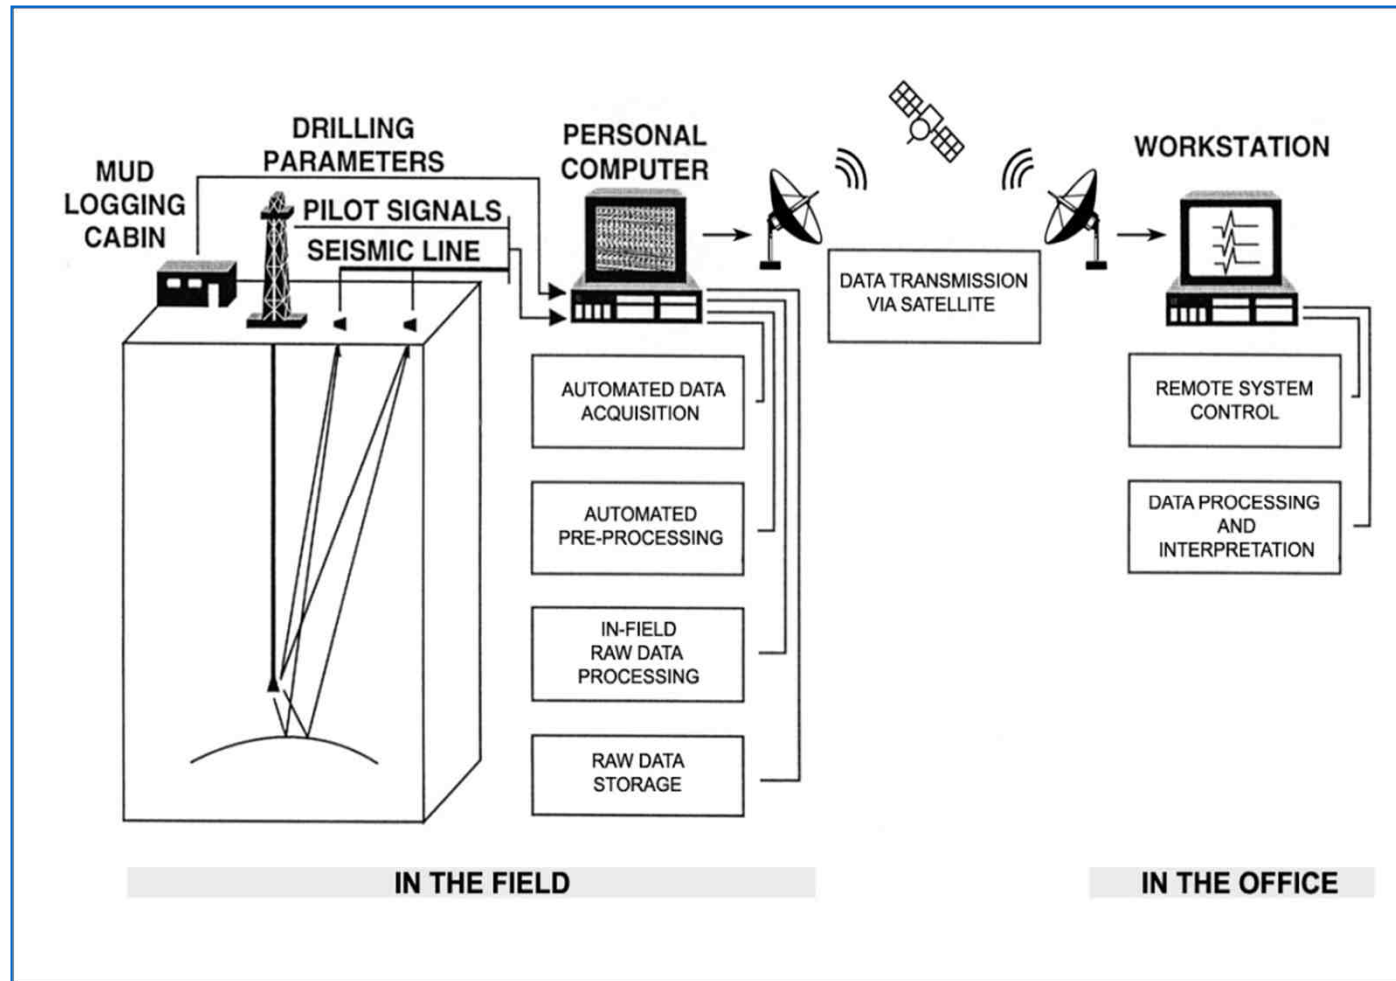 DRILLING
PARAMETERS
MUD
LOGGING
CABIN
PILOT SIGNALS
SEISMIC LINE
PERSONAL
COMPUTER
WORKSTATION
DATA TRANSMISSION
VIA SATELLITE
AUTOMATED DATA
ACQUISITION
AUTOMATED
PRE-PROCESSING
IN-FIELD
RAW DATA
PROCESSING
RAW DATA
STORAGE
REMOTE SYSTEM
CONTROL
DATA PROCESSING
AND
INTERPRETATION
IN THE FIELD
IN THE OFFICE